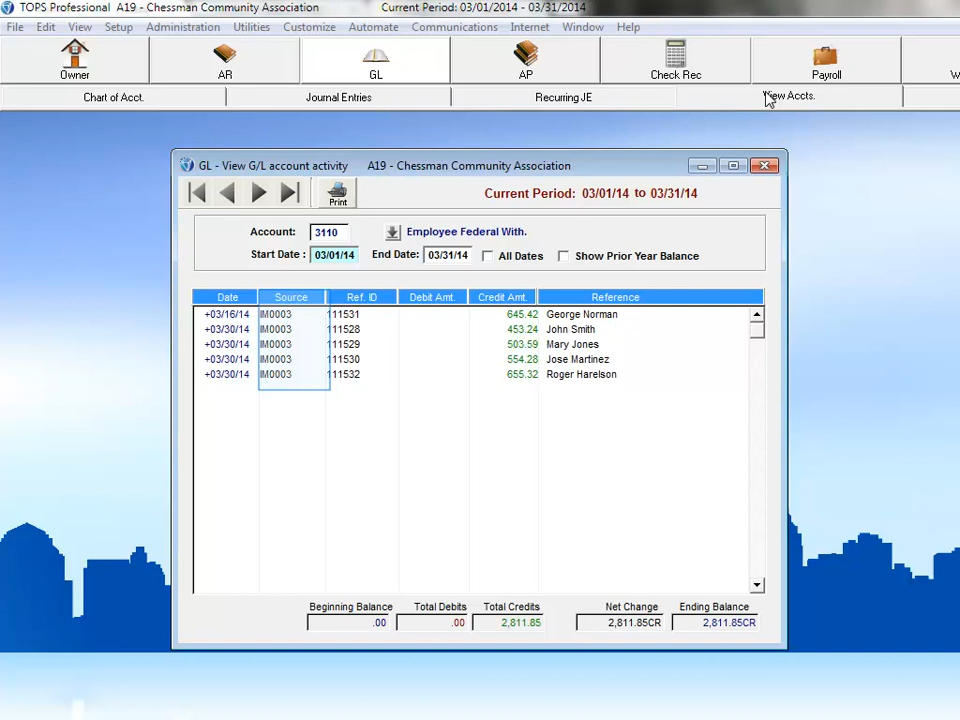 TOPS Professional A19 - Chessman Community Association Current Period: 03/01/2014 - 03/31/2014
File Edit View Setup Administration Utilities Customize Automate Communications Internet Window Help
Owner AR GL AP Check Rec Payroll W
Chart of Acct. Journal Entries Recurring JE View Accts.
GL - View G/L account activity A19 - Chessman Community Association
Print Current Period: 03/01/14 to 03/31/14
Account: 3110 Employee Federal With.
Start Date : 03/01/14 End Date: 03/31/14 All Dates Show Prior Year Balance
Date Source Ref. ID Debit Amt. Credit Amt. Reference
+03/16/14 IM0003 111531 645.42 George Norman
+03/30/14 IM0003 111528 453.24 John Smith
+03/30/14 IM0003 111529 503.59 Mary Jones
+03/30/14 IM0003 111530 554.28 Jose Martinez
+03/30/14 IM0003 111532 655.32 Roger Harelson
Beginning Balance Total Debits Total Credits Net Change Ending Balance
.00 .00 2,811.85 2,811.85CR 2,811.85CR